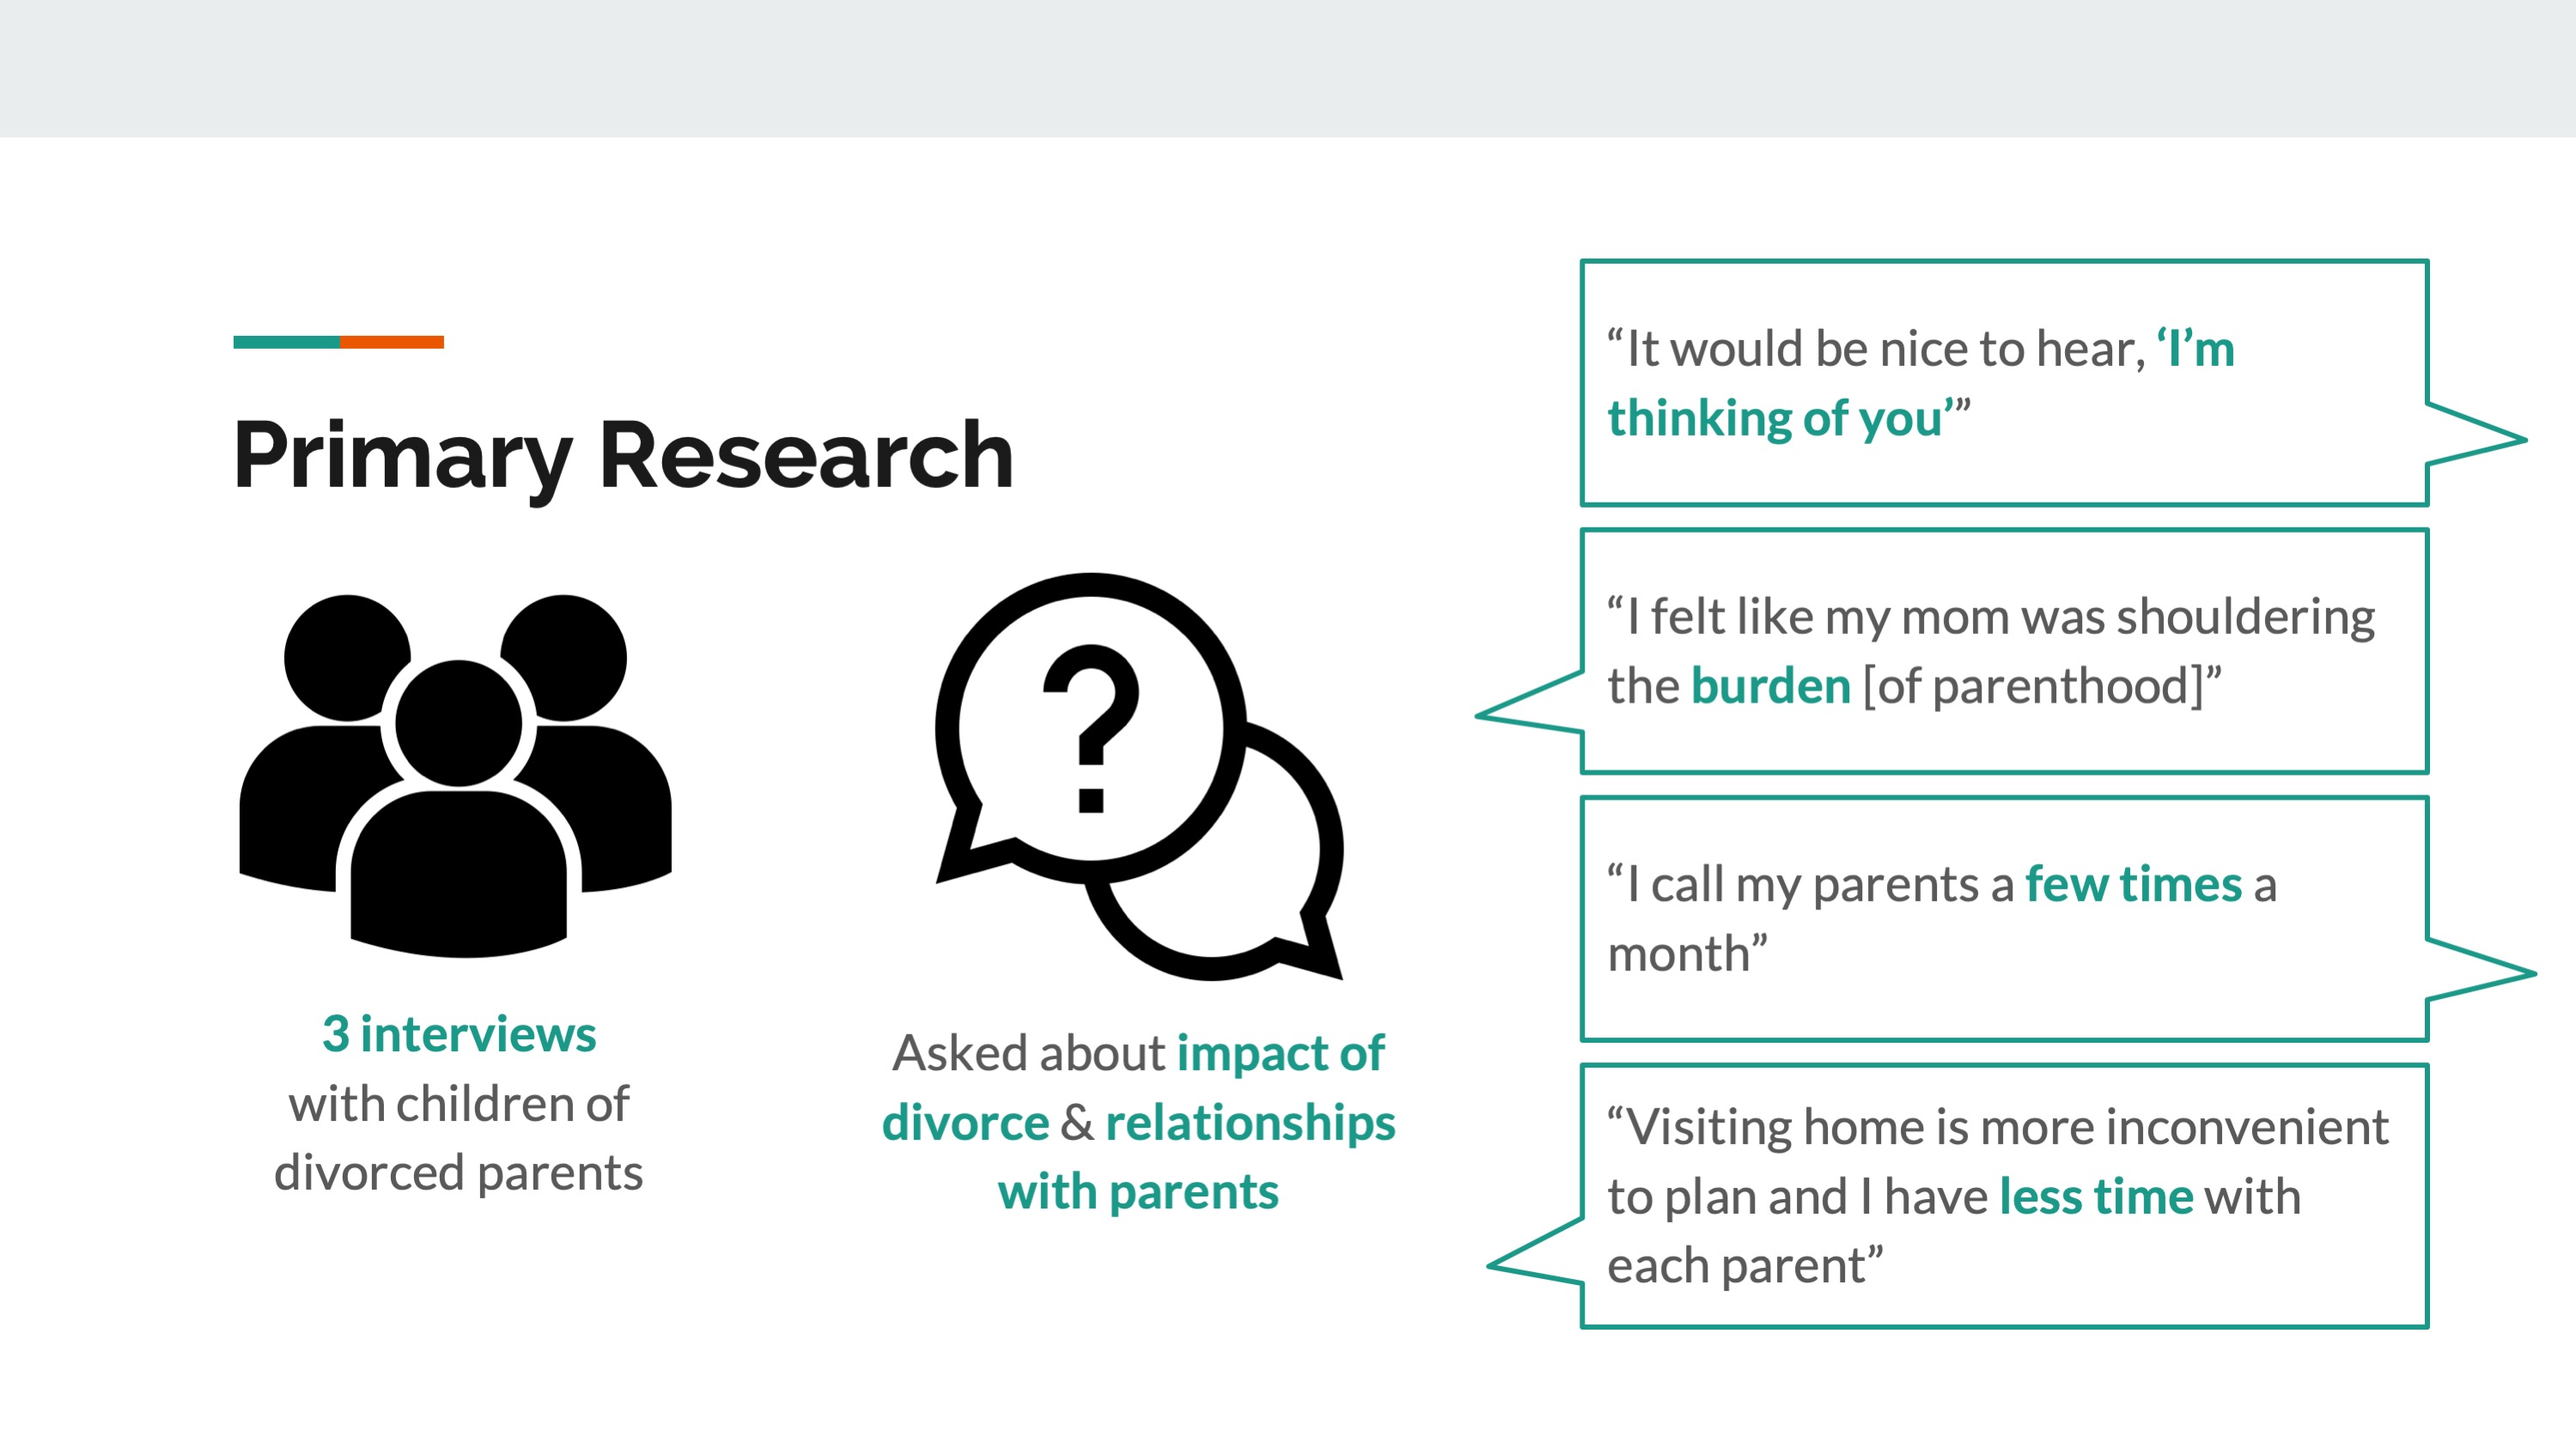 Primary Research
3 interviews
with children of
divorced parents
?
Asked about impact of
divorce & relationships
with parents
“It would be nice to hear, ‘I’m
thinking of you’”
“I felt like my mom was shouldering
the burden [of parenthood]”
“I call my parents a few times a
month”
“Visiting home is more inconvenient
to plan and I have less time with
each parent”